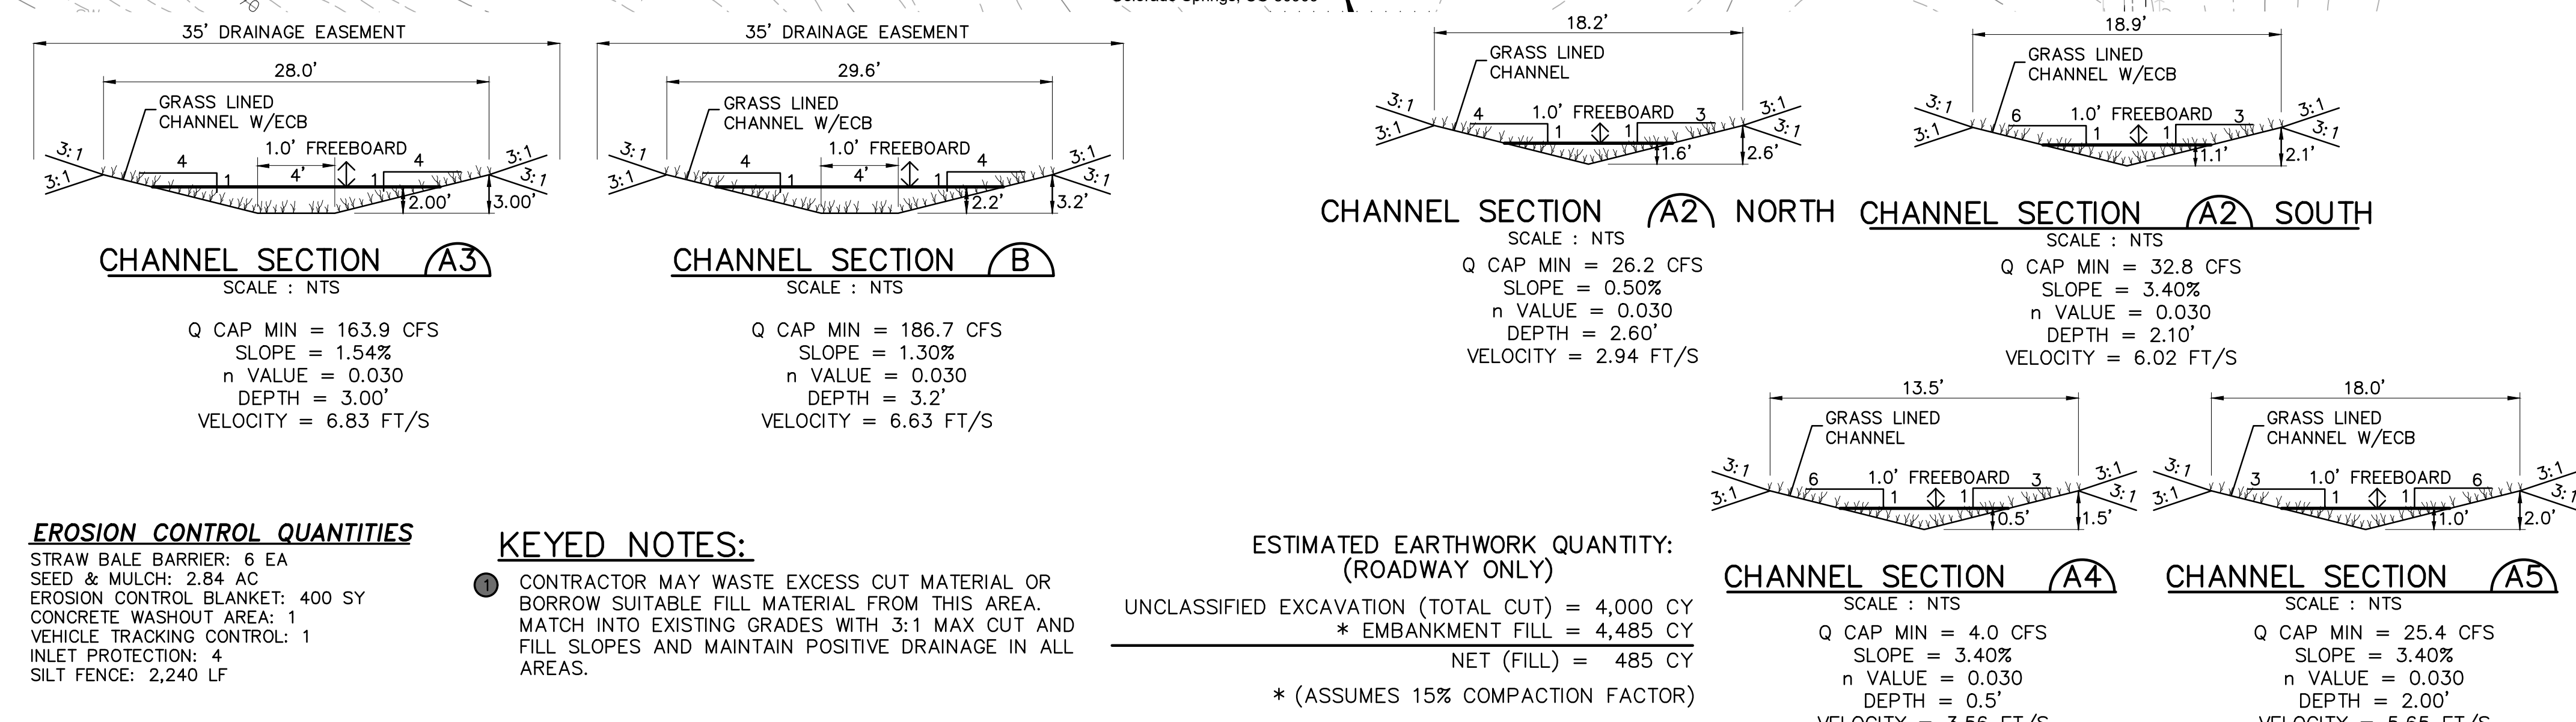 35' DRAINAGE EASEMENT
28.0'
GRASS LINED
CHANNEL W/ECB
1.0' FREEBOARD
3:1
3:1
4
1
4'
1
4
3:1
3:1
2.00'
3.00'
CHANNEL SECTION A3
SCALE : NTS
Q CAP MIN = 163.9 CFS
SLOPE = 1.54%
n VALUE = 0.030
DEPTH = 3.00'
VELOCITY = 6.83 FT/S
35' DRAINAGE EASEMENT
29.6'
GRASS LINED
CHANNEL W/ECB
1.0' FREEBOARD
3:1
3:1
4
1
4'
1
4
3:1
3:1
2.2'
3.2'
CHANNEL SECTION B
SCALE : NTS
Q CAP MIN = 186.7 CFS
SLOPE = 1.30%
n VALUE = 0.030
DEPTH = 3.2'
VELOCITY = 6.63 FT/S
18.2'
GRASS LINED
CHANNEL
3:1
3:1
4
1
1.0' FREEBOARD
1
3
3:1
3:1
1.6'
2.6'
CHANNEL SECTION A2 NORTH
SCALE : NTS
Q CAP MIN = 26.2 CFS
SLOPE = 0.50%
n VALUE = 0.030
DEPTH = 2.60'
VELOCITY = 2.94 FT/S
18.9'
GRASS LINED
CHANNEL W/ECB
3:1
3:1
6
1
1.0' FREEBOARD
1
3
3:1
3:1
1.1'
2.1'
CHANNEL SECTION A2 SOUTH
SCALE : NTS
Q CAP MIN = 32.8 CFS
SLOPE = 3.40%
n VALUE = 0.030
DEPTH = 2.10'
VELOCITY = 6.02 FT/S
EROSION CONTROL QUANTITIES
STRAW BALE BARRIER: 6 EA
SEED & MULCH: 2.84 AC
EROSION CONTROL BLANKET: 400 SY
CONCRETE WASHOUT AREA: 1
VEHICLE TRACKING CONTROL: 1
INLET PROTECTION: 4
SILT FENCE: 2,240 LF
KEYED NOTES:
1 CONTRACTOR MAY WASTE EXCESS CUT MATERIAL OR
BORROW SUITABLE FILL MATERIAL FROM THIS AREA.
MATCH INTO EXISTING GRADES WITH 3:1 MAX CUT AND
FILL SLOPES AND MAINTAIN POSITIVE DRAINAGE IN ALL
AREAS.
ESTIMATED EARTHWORK QUANTITY:
(ROADWAY ONLY)
UNCLASSIFIED EXCAVATION (TOTAL CUT) = 4,000 CY
* EMBANKMENT FILL = 4,485 CY
NET (FILL) = 485 CY
* (ASSUMES 15% COMPACTION FACTOR)
13.5'
GRASS LINED
CHANNEL
3:1
3:1
6
1
1.0' FREEBOARD
1
3
3:1
3:1
0.5'
1.5'
CHANNEL SECTION A4
SCALE : NTS
Q CAP MIN = 4.0 CFS
SLOPE = 3.40%
n VALUE = 0.030
DEPTH = 0.5'
VELOCITY = 3.56 FT/S
18.0'
GRASS LINED
CHANNEL W/ECB
3:1
3:1
3
1
1.0' FREEBOARD
1
6
3:1
3:1
1.0'
2.0'
CHANNEL SECTION A5
SCALE : NTS
Q CAP MIN = 25.4 CFS
SLOPE = 3.40%
n VALUE = 0.030
DEPTH = 2.00'
VELOCITY = 5.65 FT/S